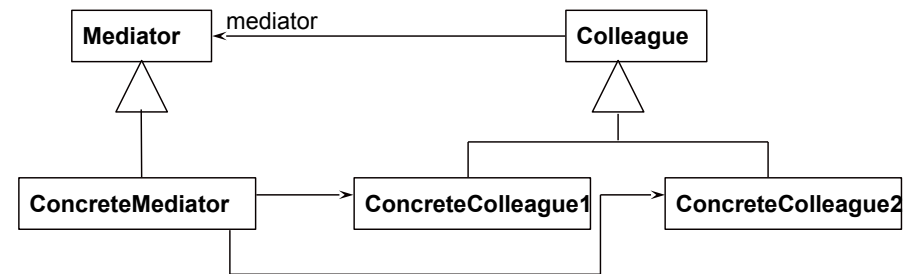 mediator
Mediator
Colleague
ConcreteMediator
ConcreteColleague1
ConcreteColleague2